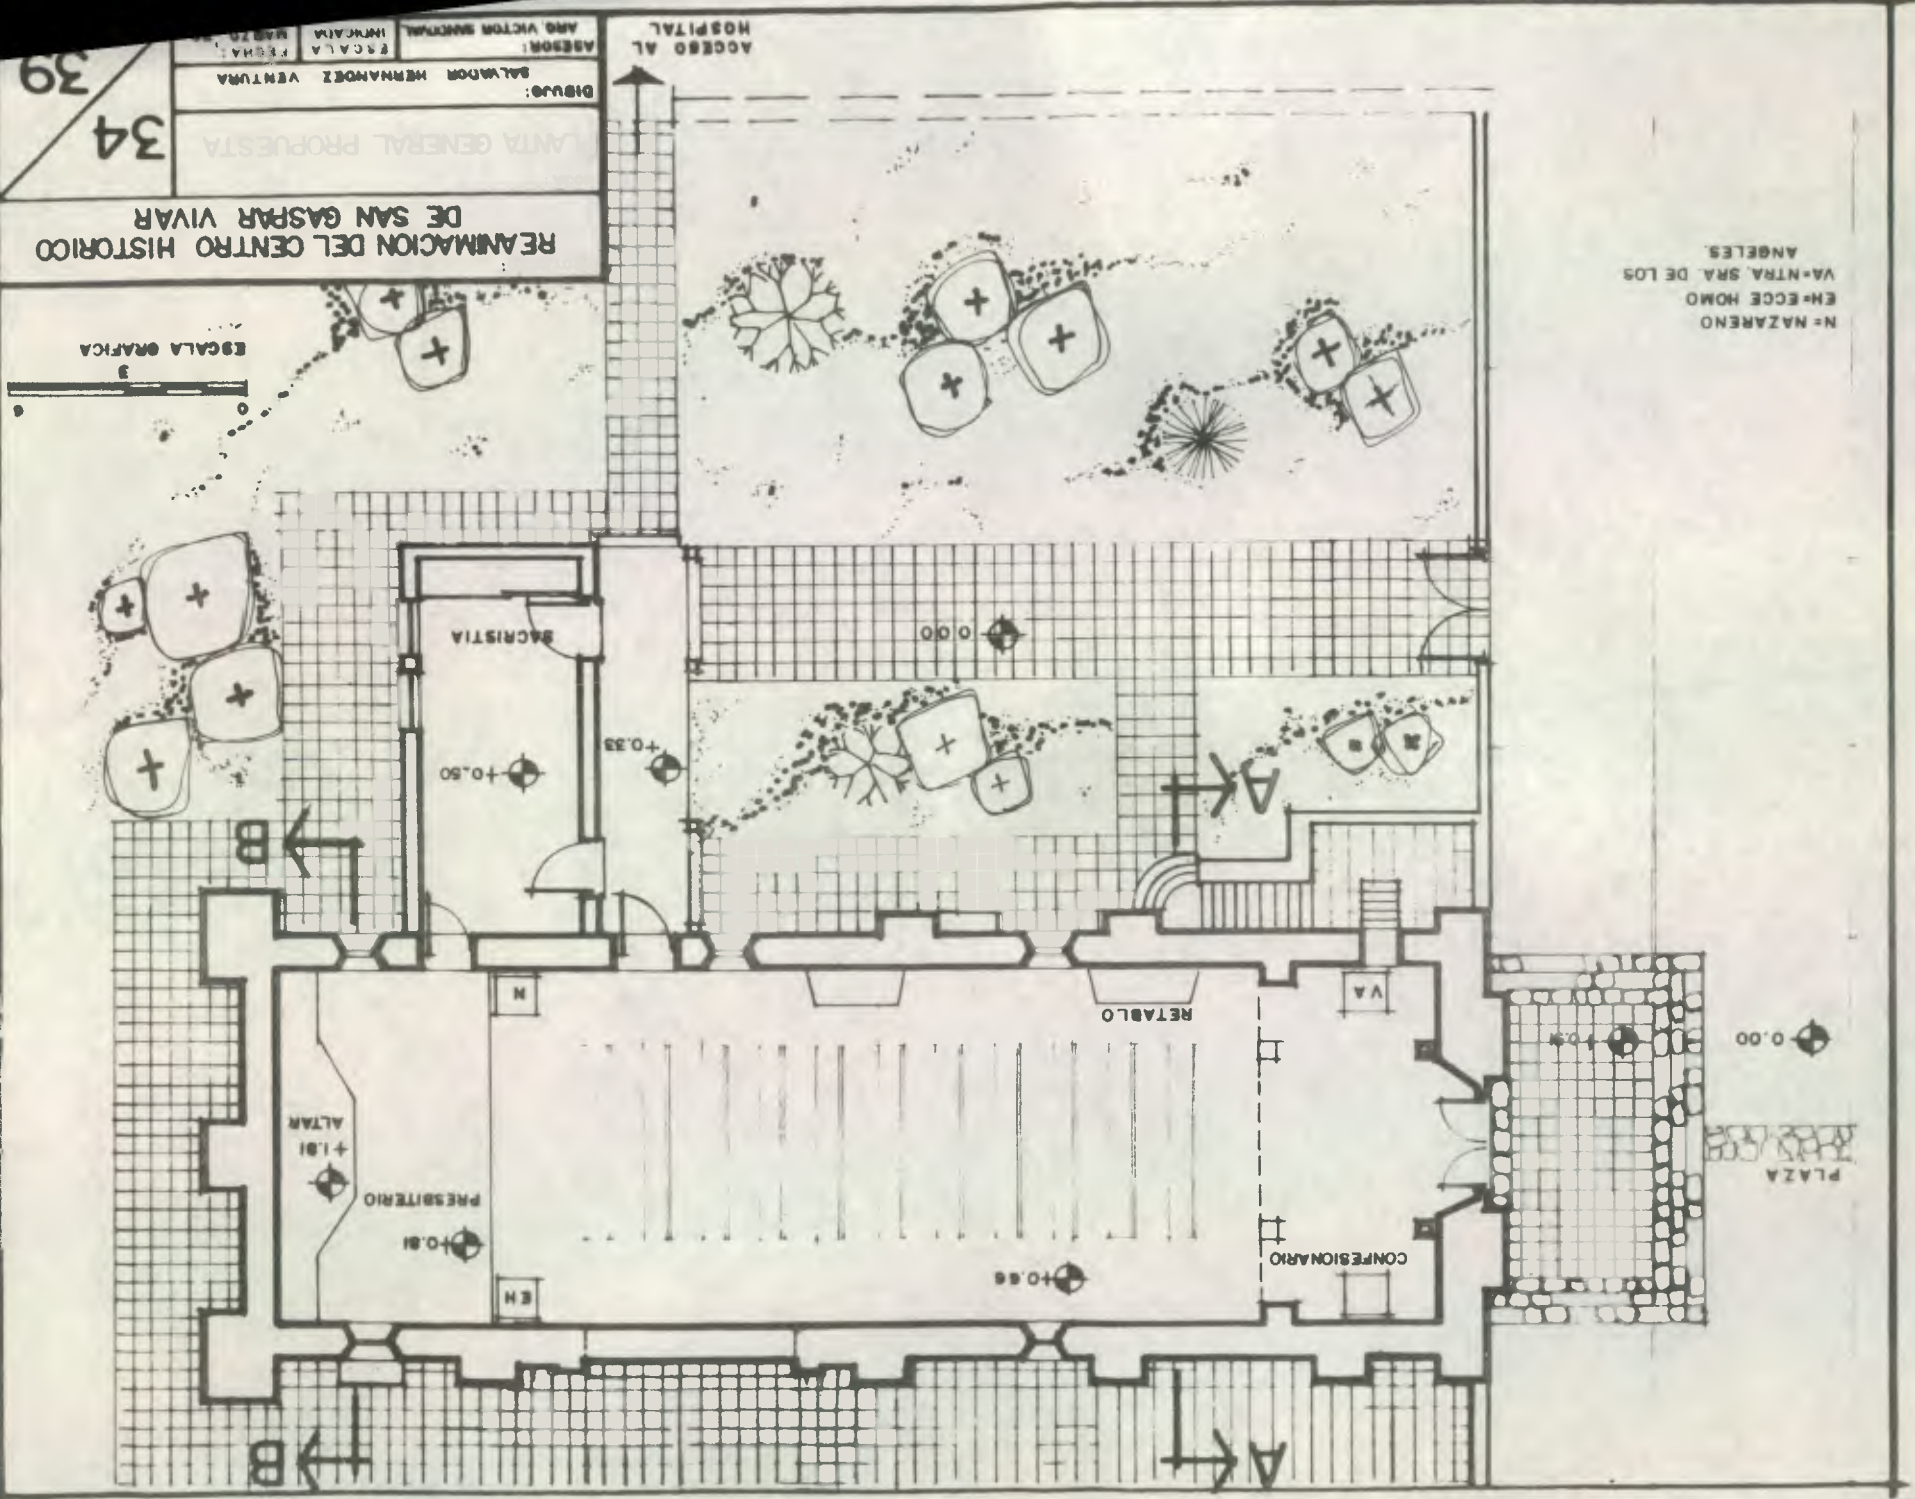 A
B
EH
+0.66
CONFESIONARIO
+0.81
PRESBITERIO
PLAZA
+1.81
ALTAR
0.00
RETABLO
VA
N
B
A
+0.50
+0.33
SACRISTIA
0.00
0
6
3
ESCALA GRAFICA
N= NAZARENO
EH= ECCE HOMO
VA=NTRA. SRA. DE LOS
ANGELES.
REANIMACION DEL CENTRO HISTORICO
DE SAN GASPAR VIVAR
PLANTA GENERAL PROPUESTA
34
39
DIBUJO:
SALVADOR HERNANDEZ VENTURA
ASESOR:
ARQ. VICTOR SANDOVAL
ESCALA
INDICADA
FECHA:
MARZO
ACCESO AL
HOSPITAL